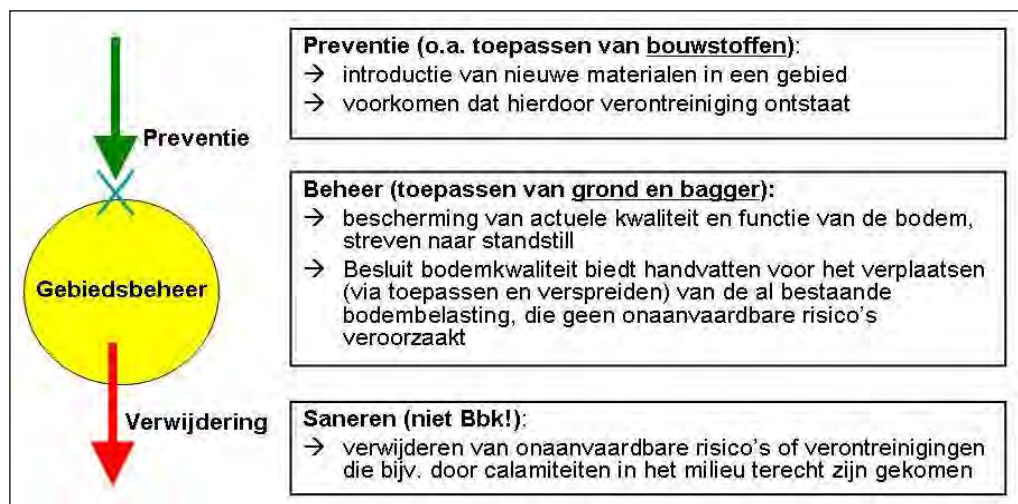 Preventie (o.a. toepassen van bouwstoffen):
→ introductie van nieuwe materialen in een gebied
→ voorkomen dat hierdoor verontreiniging ontstaat
Preventie
Beheer (toepassen van grond en bagger):
→ bescherming van actuele kwaliteit en functie van de bodem,
streven naar standstill
→ Besluit bodemkwaliteit biedt handvatten voor het verplaatsen
(via toepassen en verspreiden) van de al bestaande
bodembelasting, die geen onaanvaardbare risico's
veroorzaakt
Gebiedsbeheer
Saneren (niet Bbk!):
→ verwijderen van onaanvaardbare risico's of verontreinigingen
die bijv. door calamiteiten in het milieu terecht zijn gekomen
Verwijdering